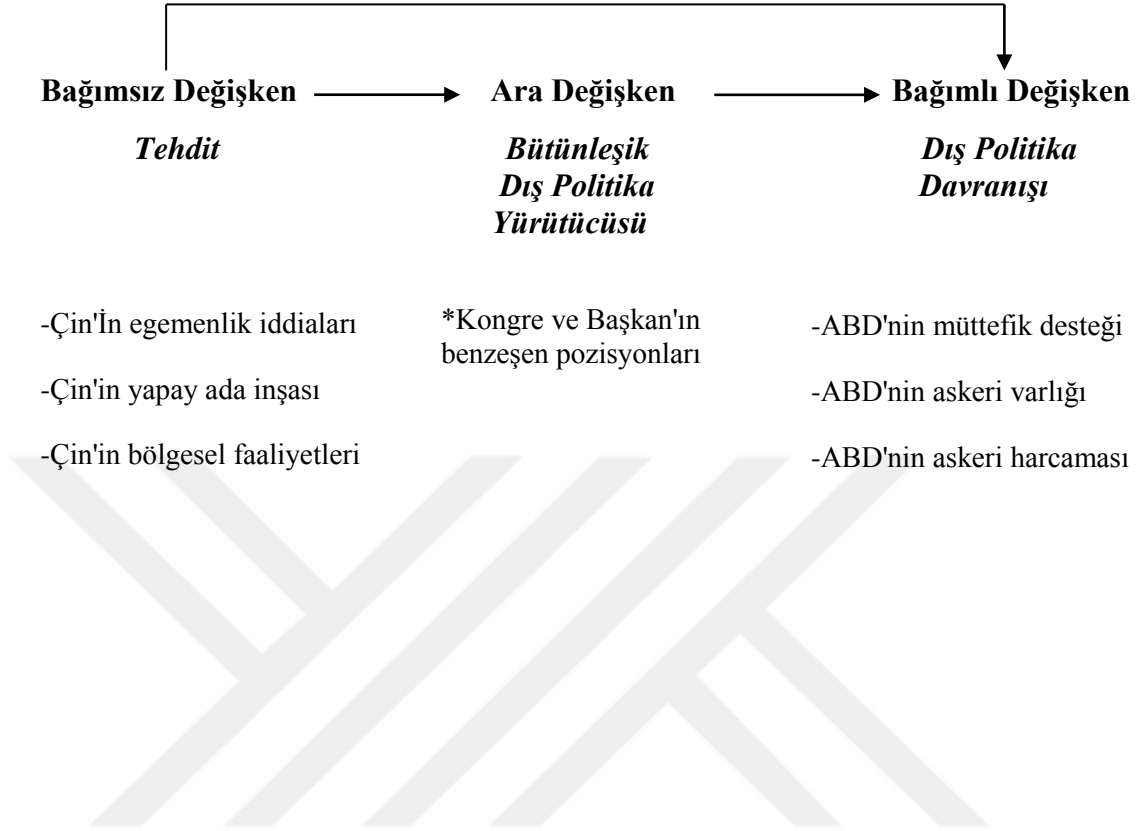 Bağımsız Değişken
Ara Değişken
Bağımlı Değişken
Tehdit
Bütünleşik
Dış Politika
Yürütücüsü
Dış Politika
Davranışı
-Çin'İn egemenlik iddiaları
-Çin'in yapay ada inşası
-Çin'in bölgesel faaliyetleri
*Kongre ve Başkan'ın
benzeşen pozisyonları
-ABD'nin müttefik desteği
-ABD'nin askeri varlığı
-ABD'nin askeri harcaması